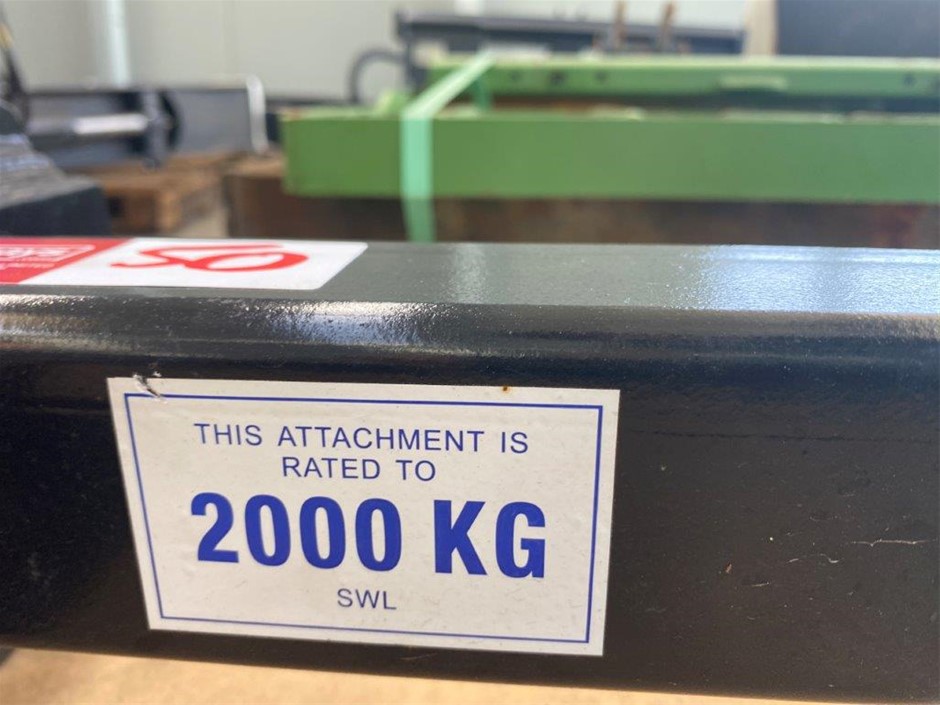 THIS ATTACHMENT IS
RATED TO
2000 KG
SWL